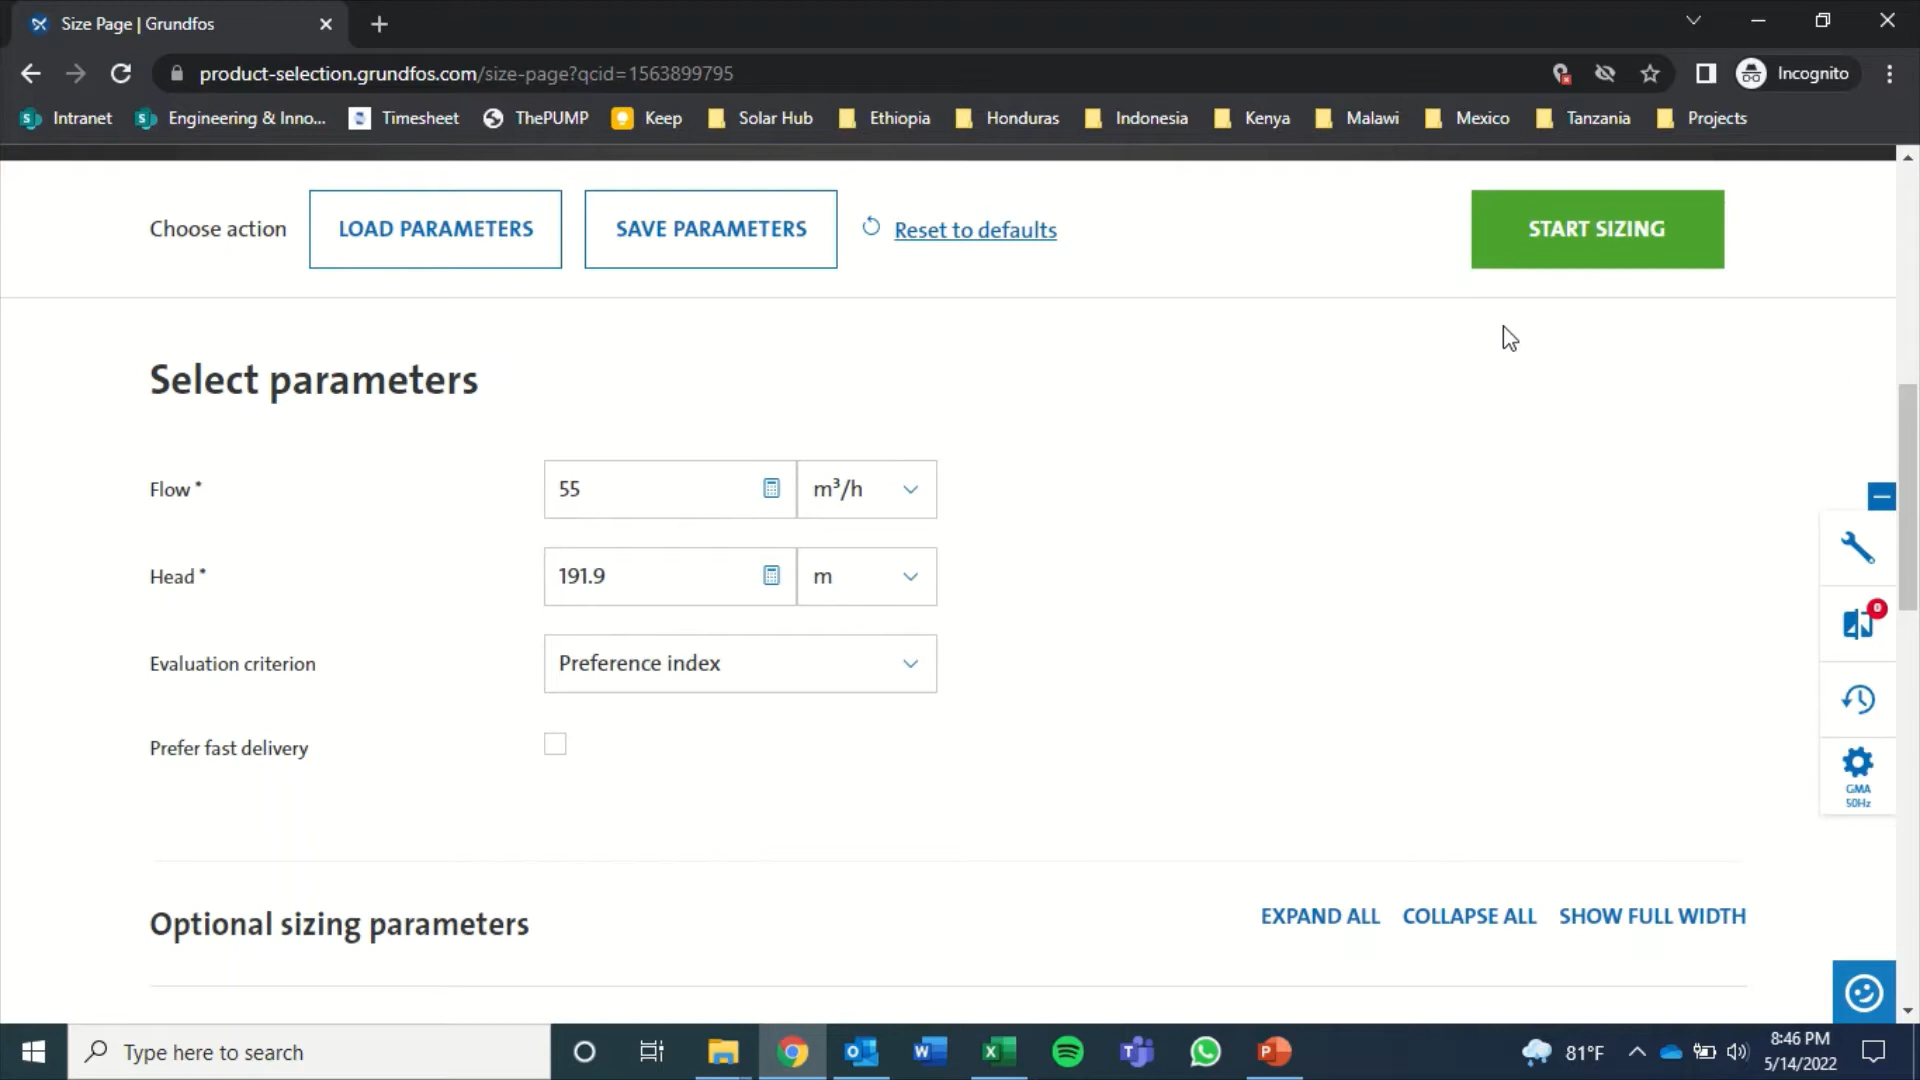 Size Page | Grundfos
product-selection.grundfos.com/size-page?qcid=1563899795
Incognito
Intranet Engineering & Inno... Timesheet ThePUMP Keep Solar Hub Ethiopia Honduras Indonesia Kenya Malawi Mexico Tanzania Projects
Choose action LOAD PARAMETERS SAVE PARAMETERS Reset to defaults START SIZING
Select parameters
Flow * 55 m³/h
Head * 191.9 m
0
Evaluation criterion Preference index
Prefer fast delivery
GMA
50Hz
Optional sizing parameters EXPAND ALL COLLAPSE ALL SHOW FULL WIDTH
Type here to search
81°F
8:46 PM
5/14/2022